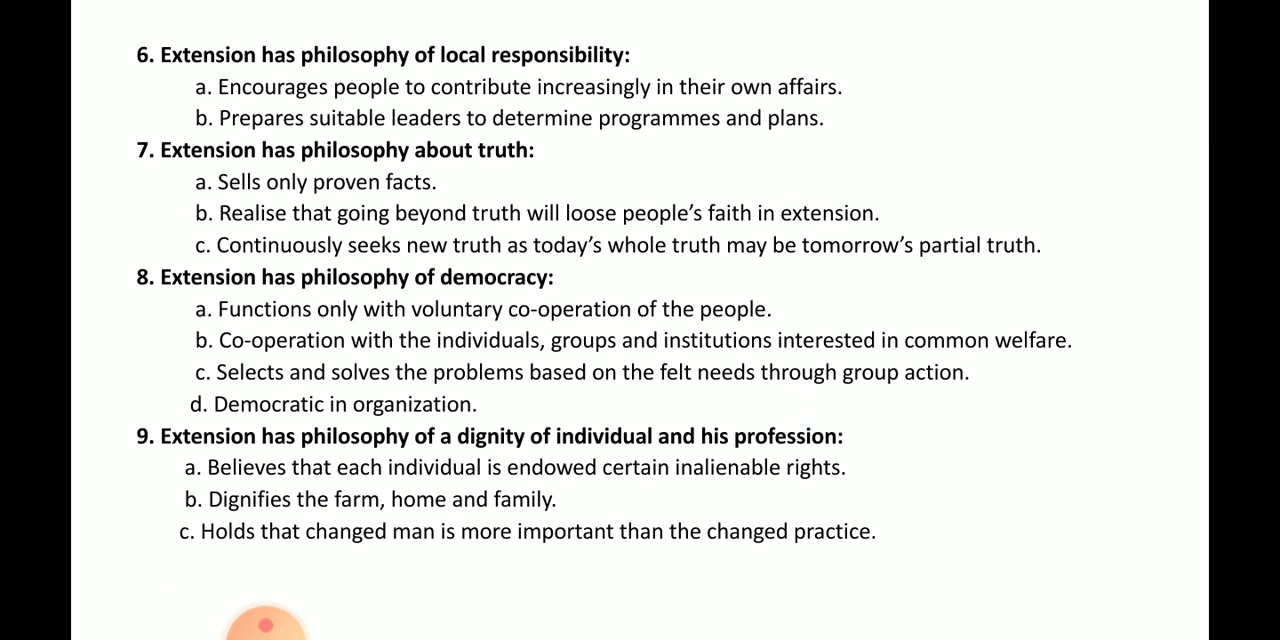 6. Extension has philosophy of local responsibility:
a. Encourages people to contribute increasingly in their own affairs.
b. Prepares suitable leaders to determine programmes and plans.
7. Extension has philosophy about truth:
a. Sells only proven facts.
b. Realise that going beyond truth will loose people’s faith in extension.
c. Continuously seeks new truth as today’s whole truth may be tomorrow’s partial truth.
8. Extension has philosophy of democracy:
a. Functions only with voluntary co-operation of the people.
b. Co-operation with the individuals, groups and institutions interested in common welfare.
c. Selects and solves the problems based on the felt needs through group action.
d. Democratic in organization.
9. Extension has philosophy of a dignity of individual and his profession:
a. Believes that each individual is endowed certain inalienable rights.
b. Dignifies the farm, home and family.
c. Holds that changed man is more important than the changed practice.